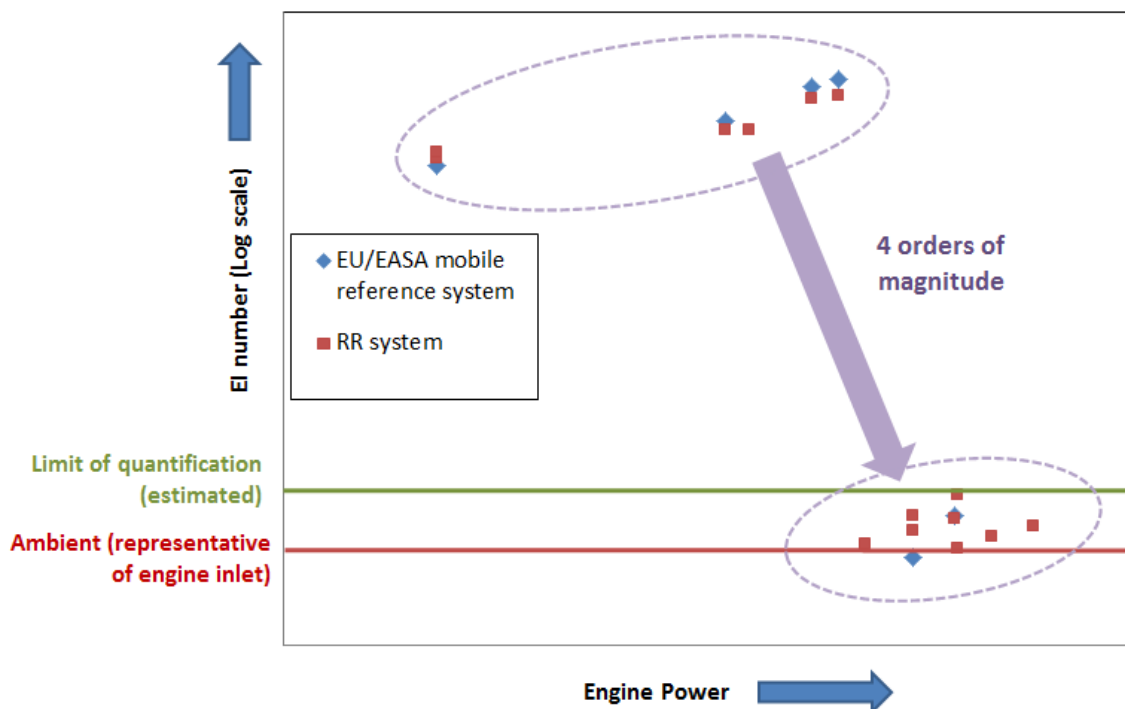 EI number (Log scale)
EU/EASA mobile
reference system
RR system
4 orders of
magnitude
Limit of quantification
(estimated)
Ambient (representative
of engine inlet)
Engine Power